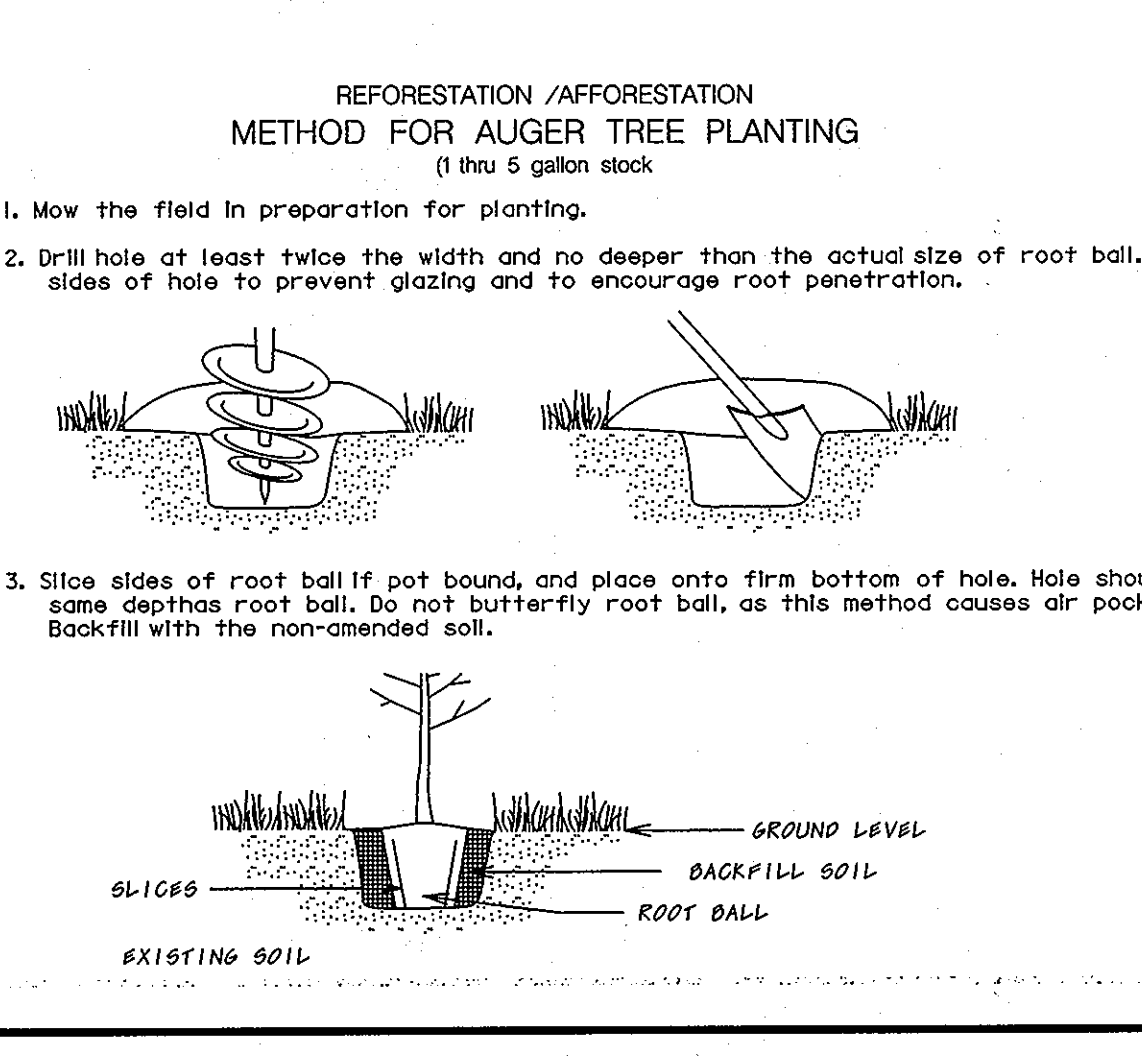 REFORESTATION /AFFORESTATION
METHOD FOR AUGER TREE PLANTING
(1 thru 5 gallon stock
1. Mow the field in preparation for planting.
2. Drill hole at least twice the width and no deeper than the actual size of root ball.
sides of hole to prevent glazing and to encourage root penetration.
3. Slice sides of root ball if pot bound, and place onto firm bottom of hole. Hole
same depthas root ball. Do not butterfly root ball, as this method causes air
Backfill with the non-amended soil.
GROUND LEVEL
BACKFILL SOIL
SLICES
ROOT BALL
EXISTING SOIL